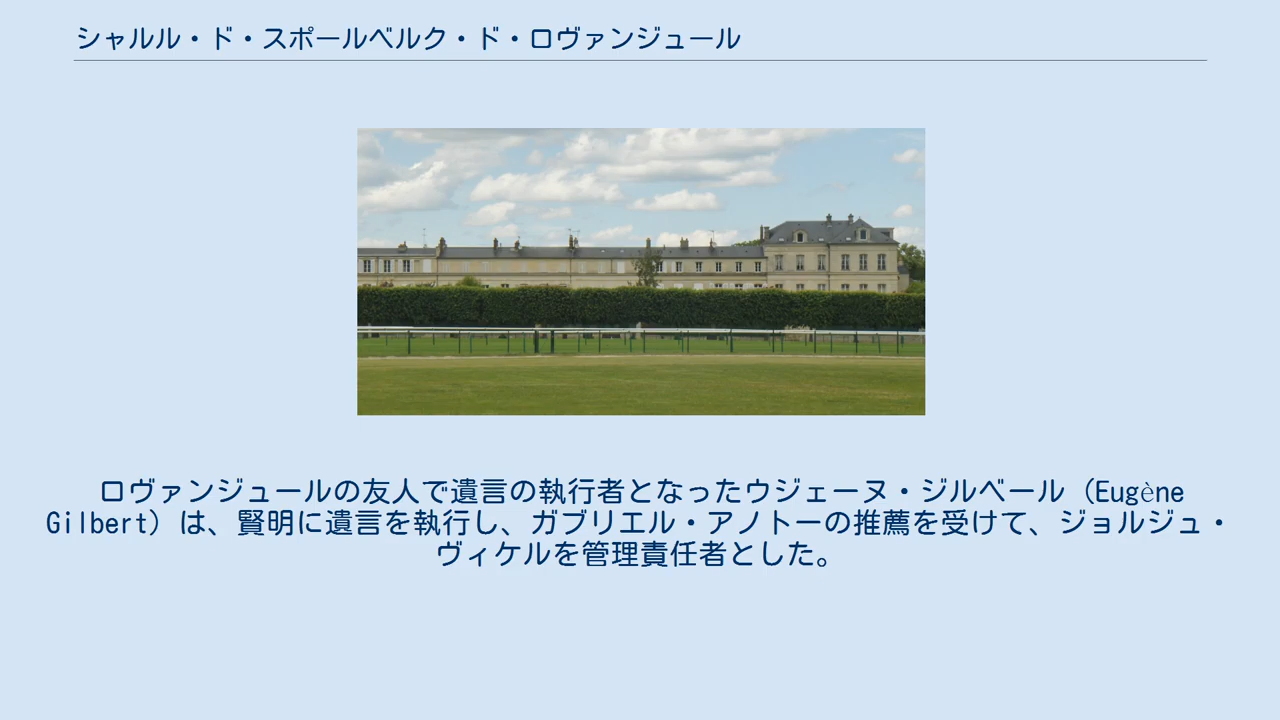 シャルル・ド・スポールベルク・ド・ロヴァンジュール
ロヴァンジュールの友人で遺言の執行者となったウジェーヌ・ジルベール（Eugène
Gilbert）は、賢明に遺言を執行し、ガブリエル・アノトーの推薦を受けて、ジョルジュ・
ヴィケルを管理責任者とした。